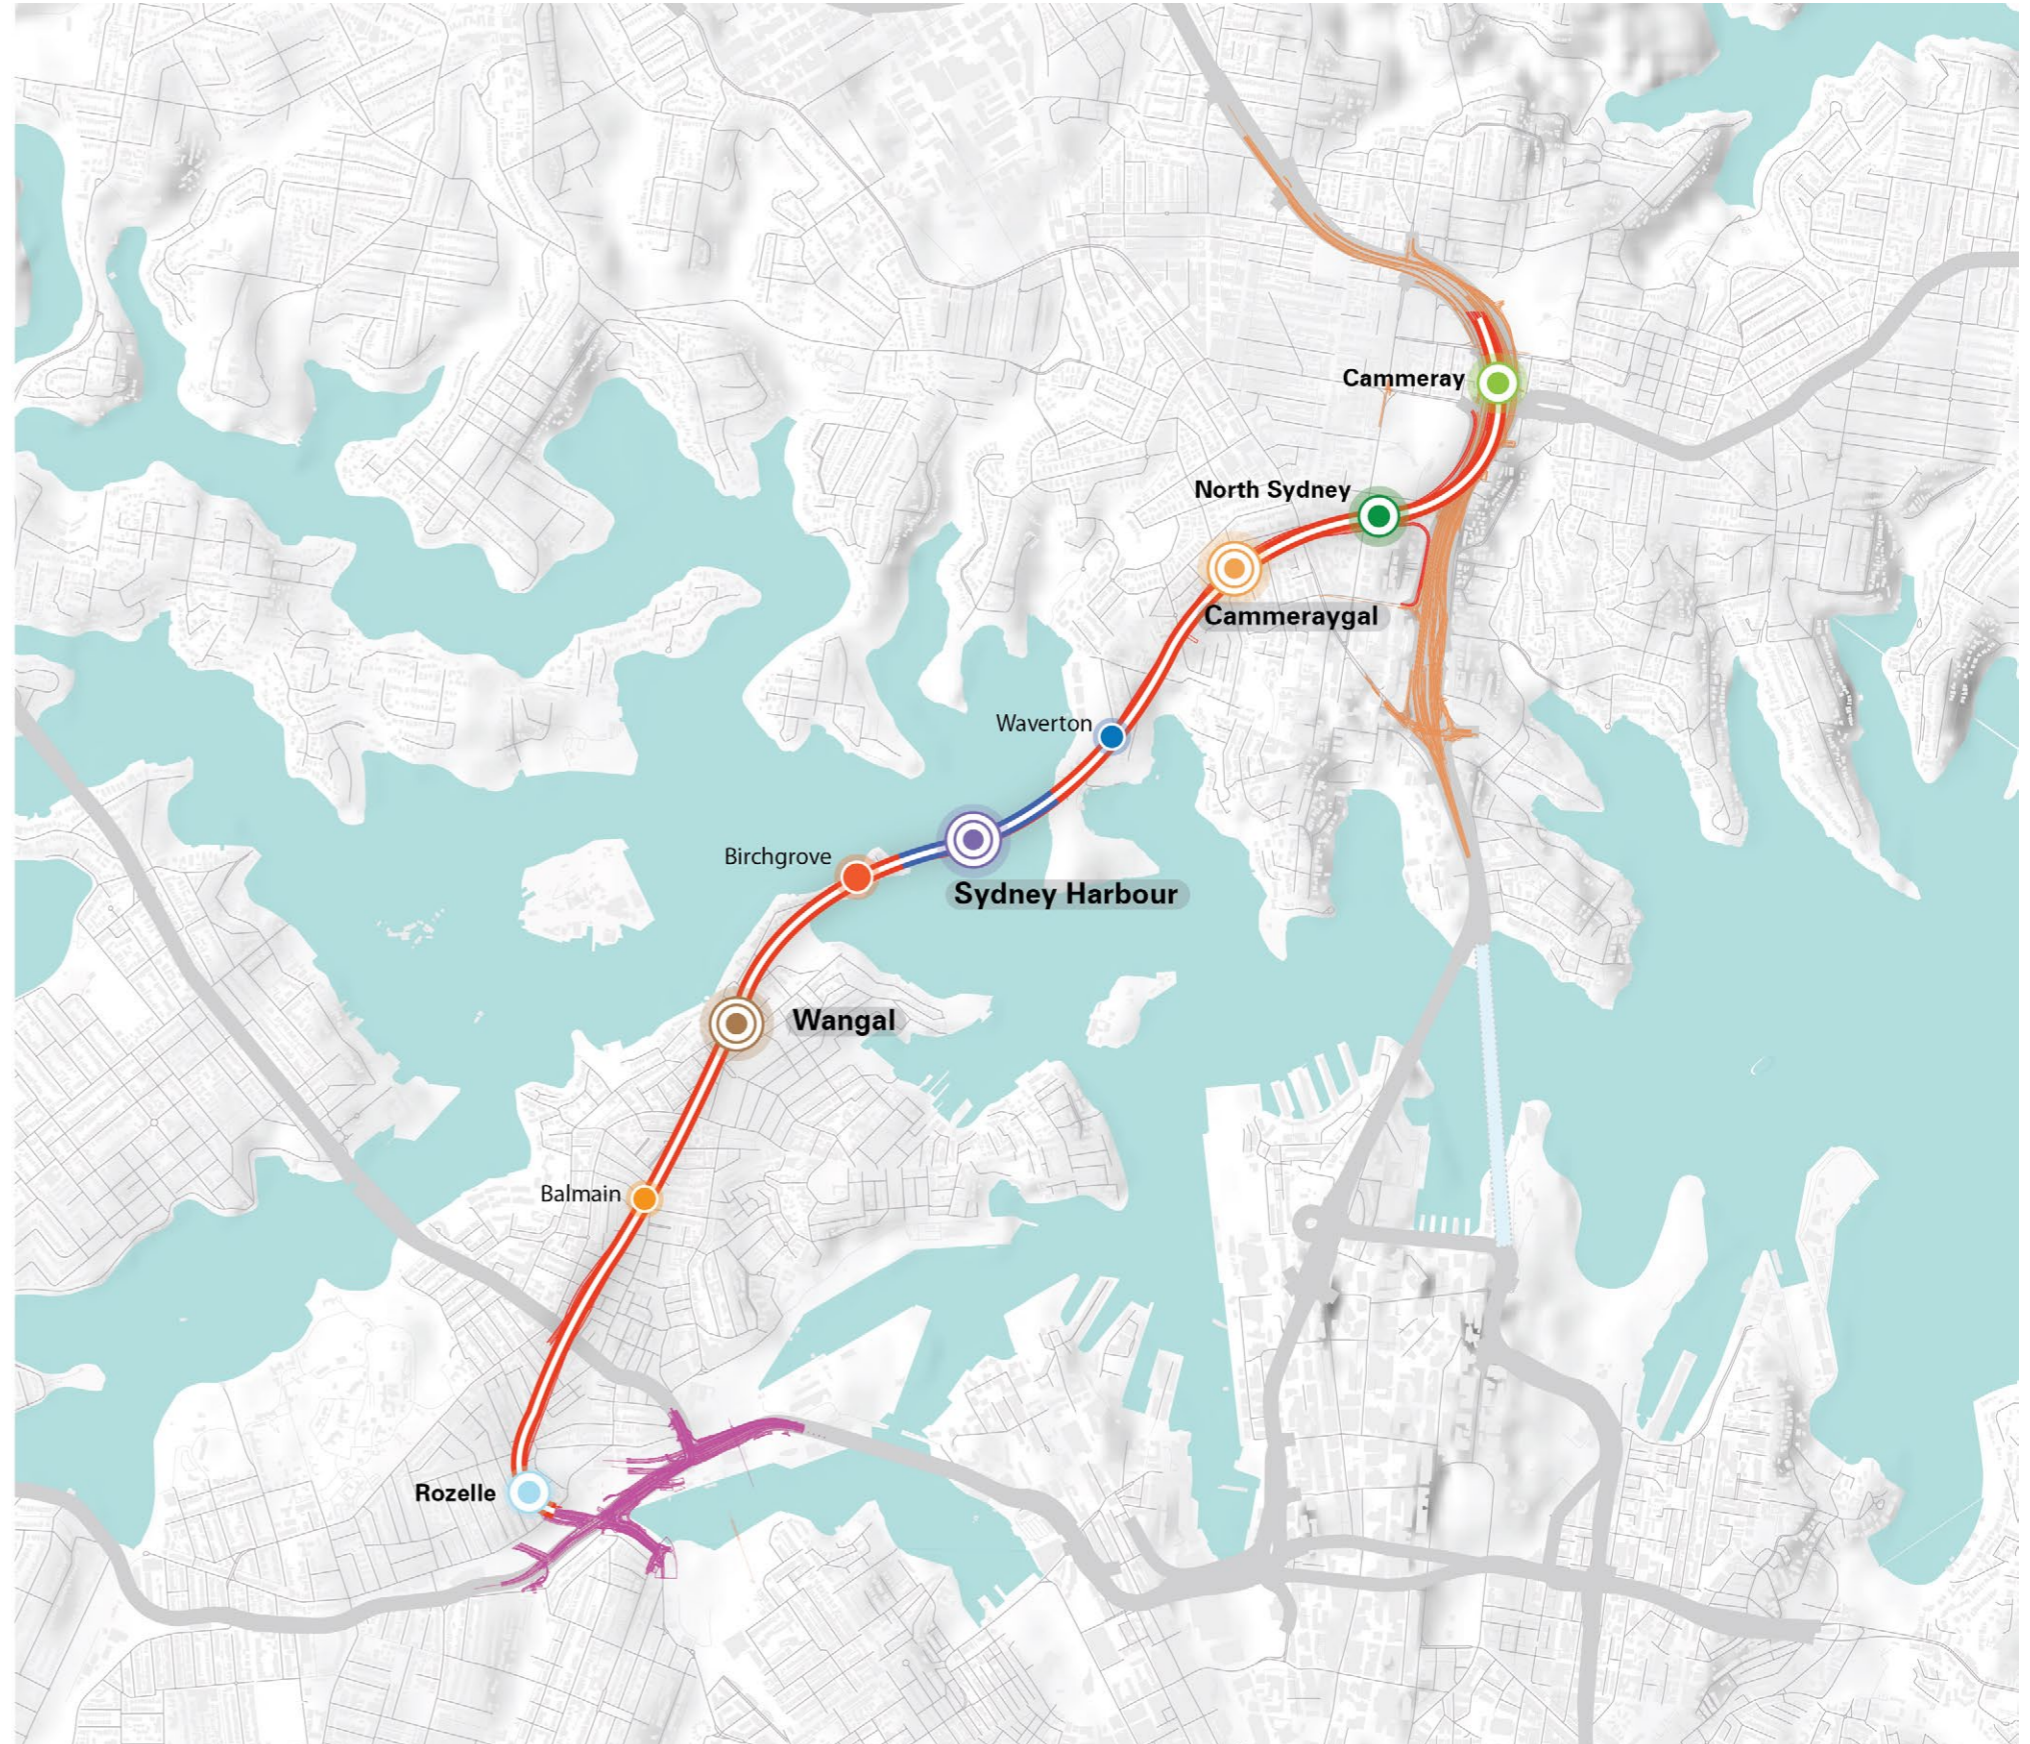 Cammeray
North Sydney
Cammeraygal
Waverton
Birchgrove
Sydney Harbour
Wangal
Balmain
Rozelle